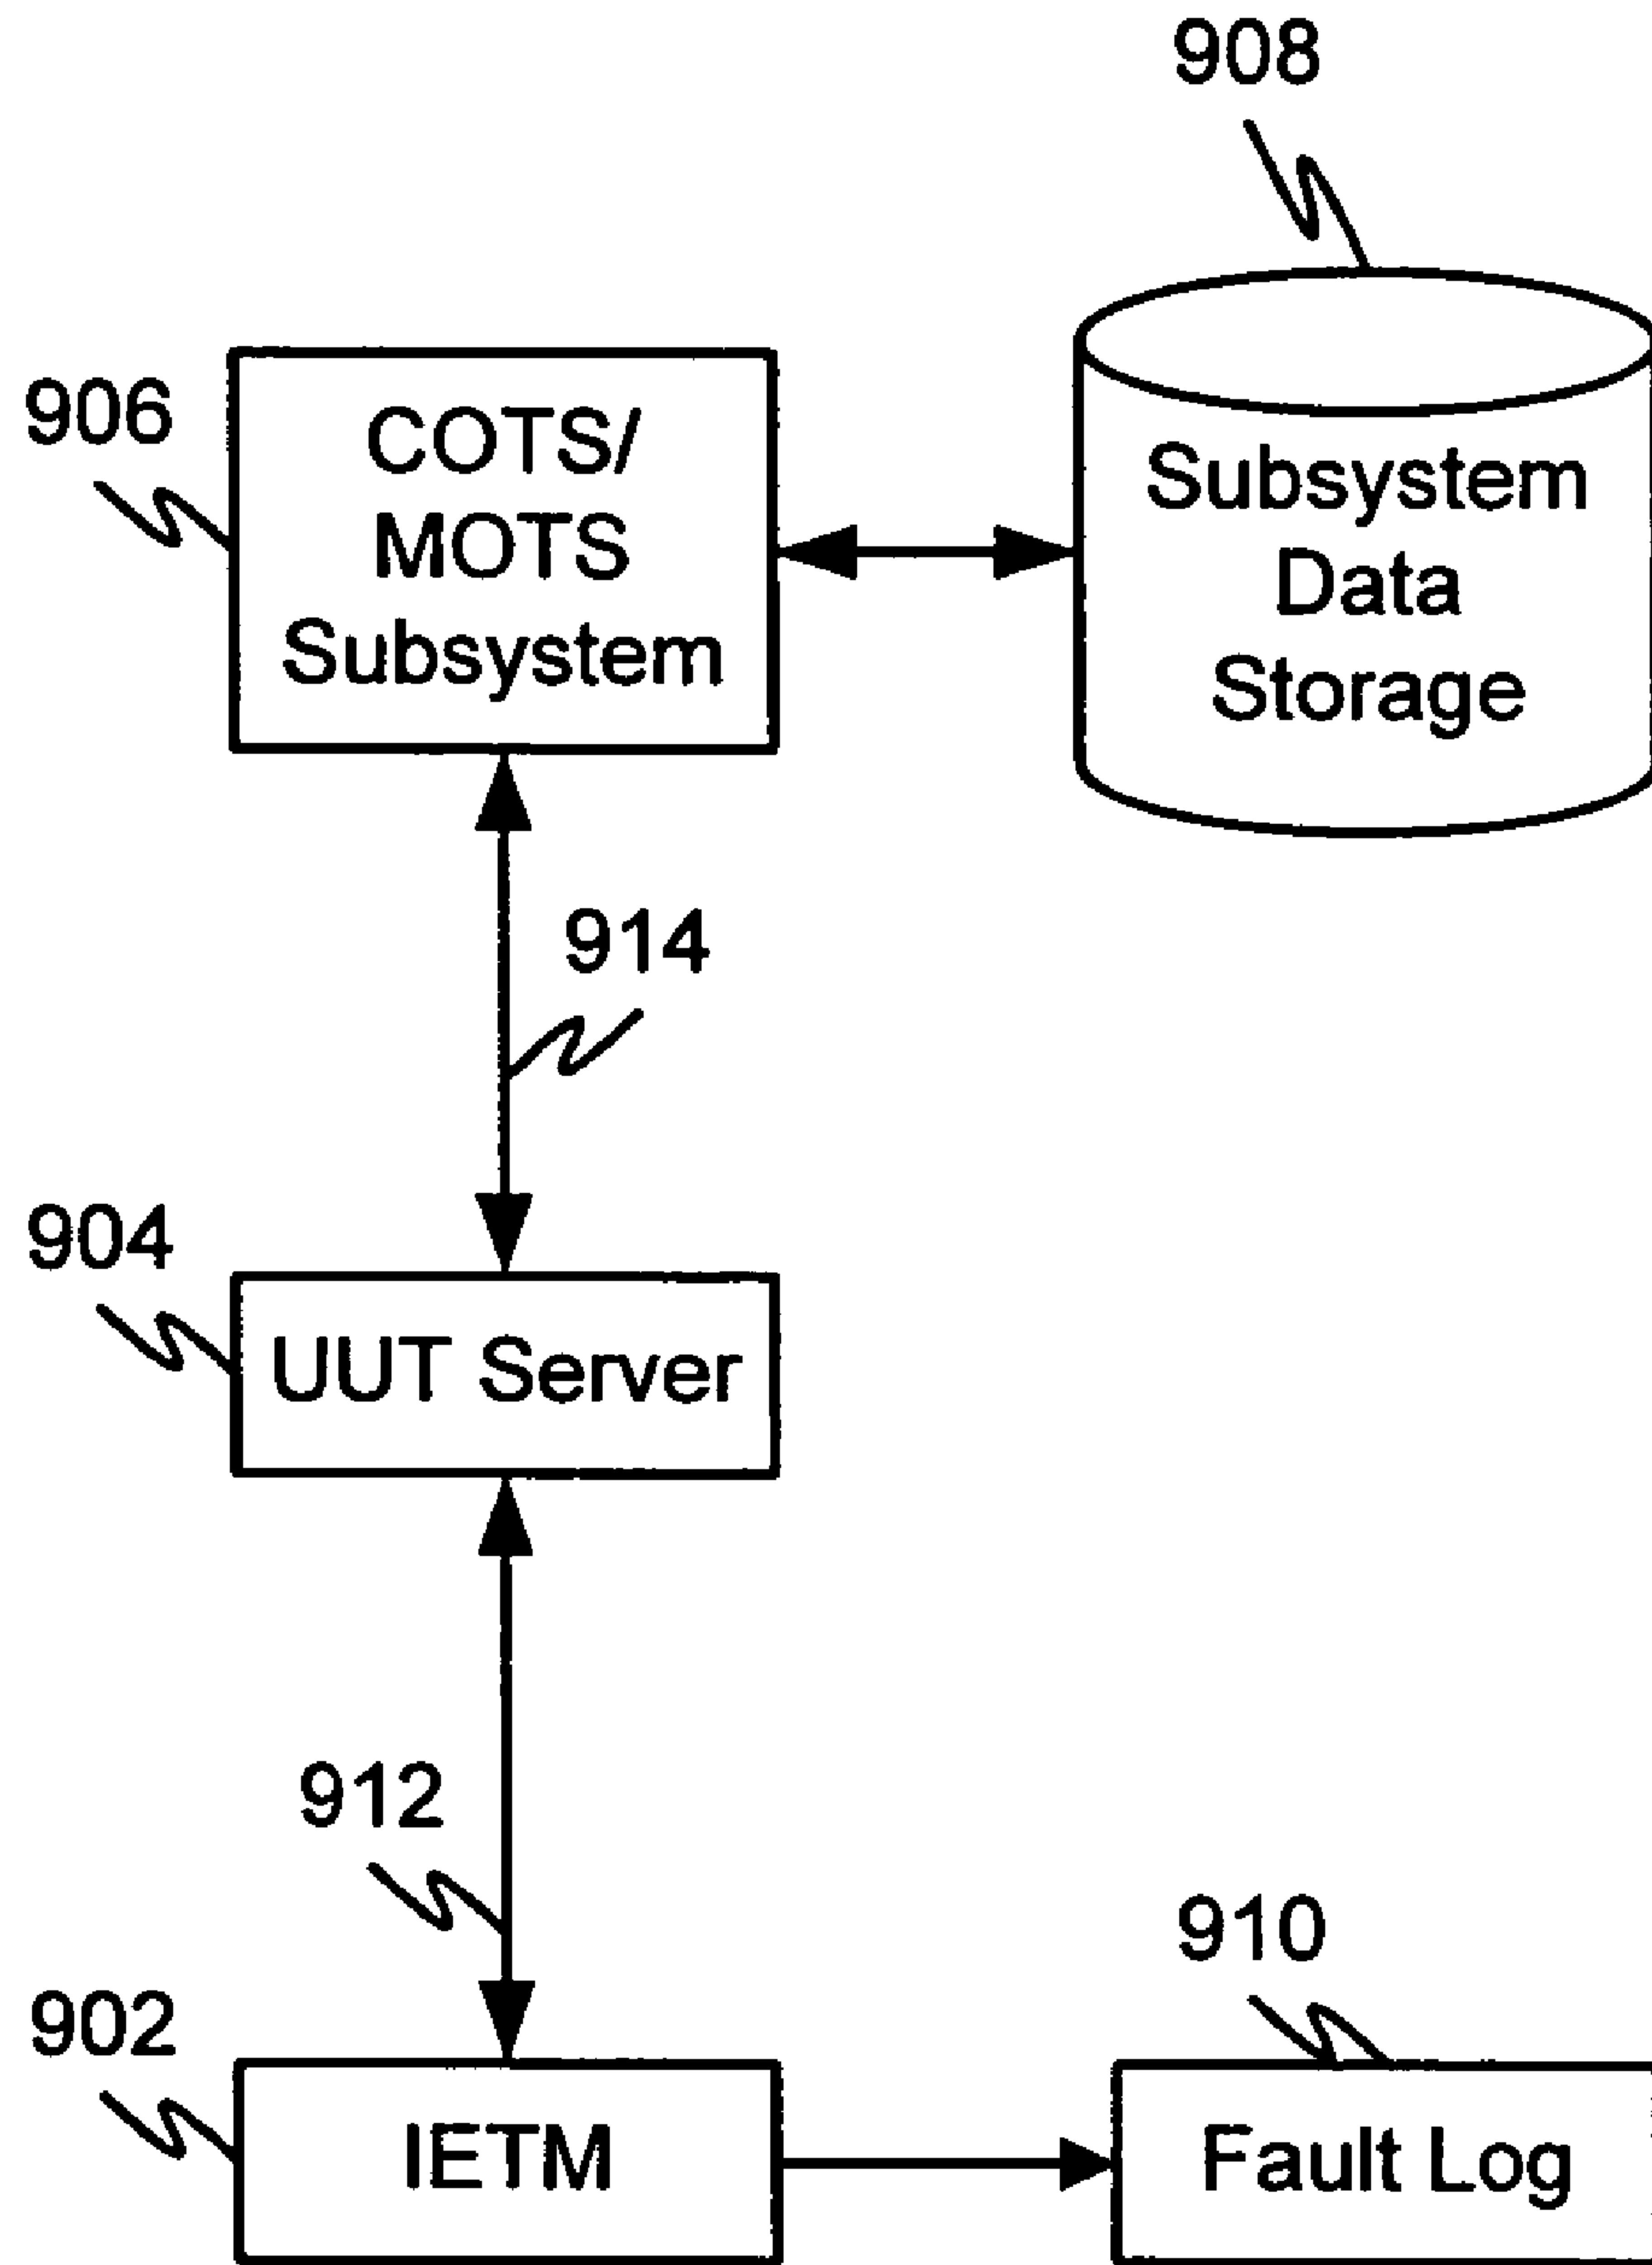 908
906
COTS/
MOTS
Subsystem
Subsystem
Data
Storage
914
904
UUT Server
912
910
902
IETM
Fault Log